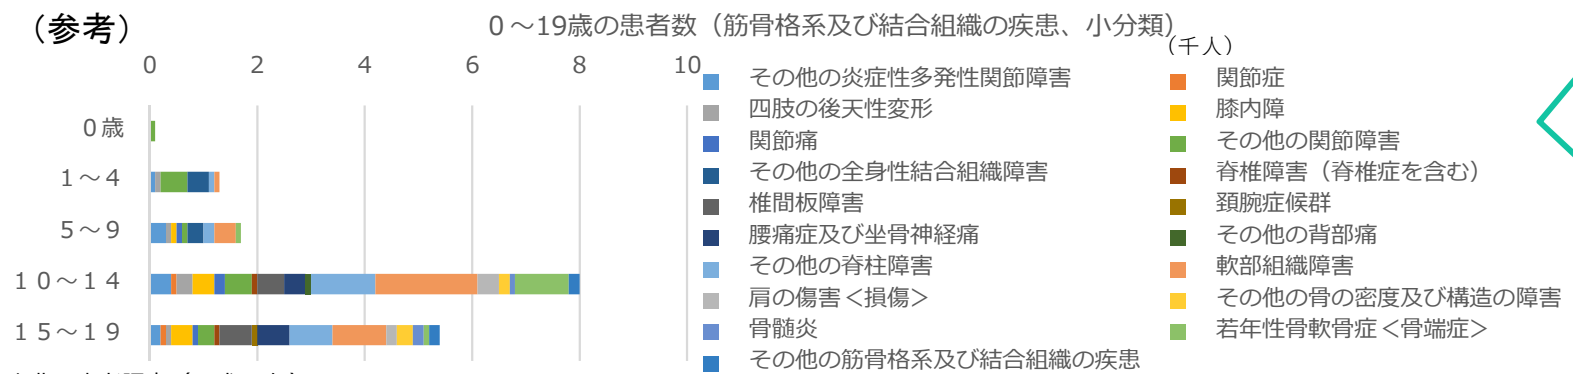 （参考）
０～19歳の患者数（筋骨格系及び結合組織の疾患、小分類）
（千人）
0 2 4 6 8 10
０歳
１～４
５～９
１０～１４
１５～１９
その他の炎症性多発性関節障害 関節症
四肢の後天性変形 膝内障
関節痛 その他の関節障害
その他の全身性結合組織障害 脊椎障害（脊椎症を含む）
椎間板障害 頚腕症候群
腰痛症及び坐骨神経痛 その他の背部痛
その他の脊柱障害 軟部組織障害
肩の傷害＜損傷＞ その他の骨の密度及び構造の障害
骨髄炎 若年性骨軟骨症＜骨端症＞
その他の筋骨格系及び結合組織の疾患